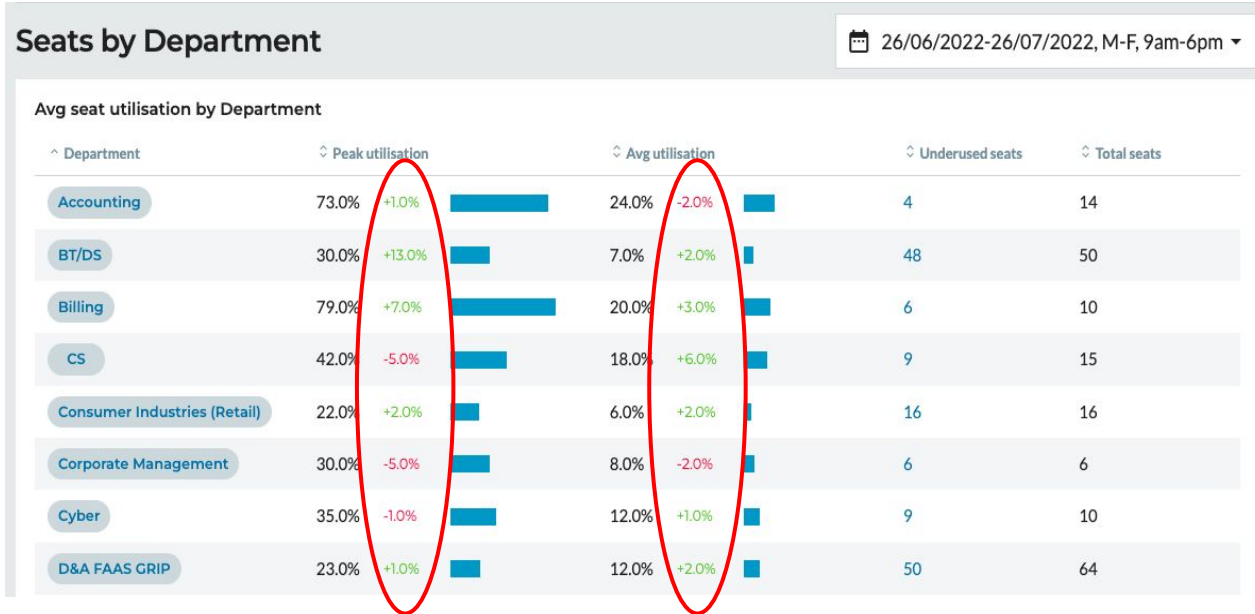 Seats by Department
26/06/2022-26/07/2022, M-F, 9am-6pm
Avg seat utilisation by Department
Department Peak utilisation Avg utilisation Underused seats Total seats
Accounting 73.0% +1.0% 24.0% -2.0% 4 14
BT/DS 30.0% +13.0% 7.0% +2.0% 48 50
Billing 79.0% +7.0% 20.0% +3.0% 6 10
CS 42.0% -5.0% 18.0% +6.0% 9 15
Consumer Industries (Retail) 22.0% +2.0% 6.0% +2.0% 16 16
Corporate Management 30.0% -5.0% 8.0% -2.0% 6 6
Cyber 35.0% -1.0% 12.0% +1.0% 9 10
D&A FAAS GRIP 23.0% +1.0% 12.0% +2.0% 50 64